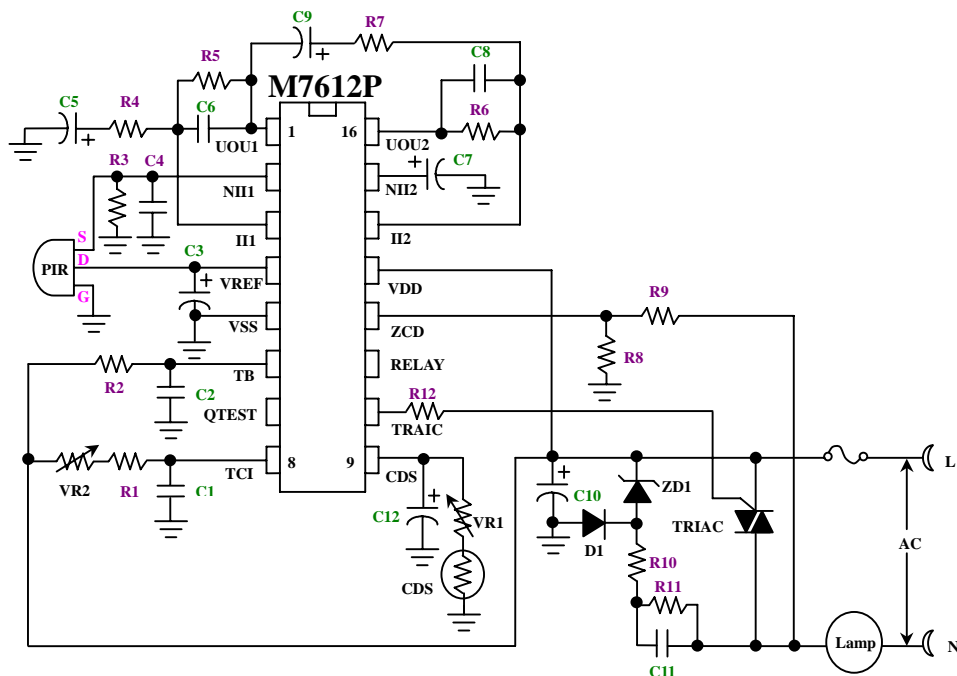 C9
R7
R5
C8
M7612P
C5
R4
C6
R6
1
16
UOU1
UOU2
R3
C4
C7
+
+
+
NII1
NII2
S
II1
II2
PIR
D
C3
G
+
VREF
VDD
R9
VSS
ZCD
R8
R2
TB
RELAY
C2
R12
QTEST
TRAIC
8
9
TCI
CDS
L
VR2
R1
C1
+
+
C10
ZD1
C12
VR1
TRIAC
D1
AC
R10
CDS
R11
Lamp
N
C11